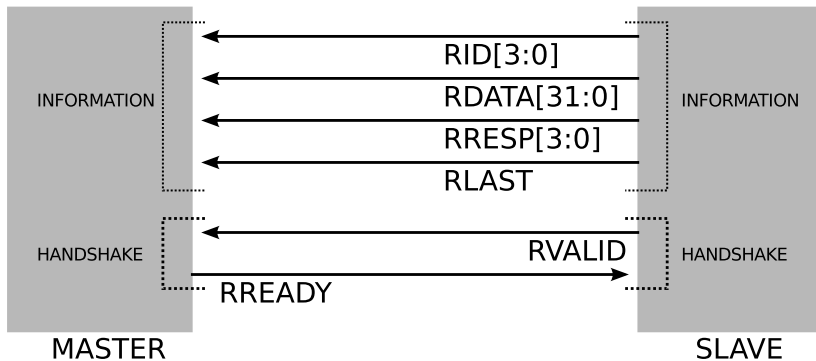 RID[3:0]
RDATA[31:0]
INFORMATION
INFORMATION
RRESP[3:0]
RLAST
RVALID
HANDSHAKE
HANDSHAKE
RREADY
MASTER
SLAVE